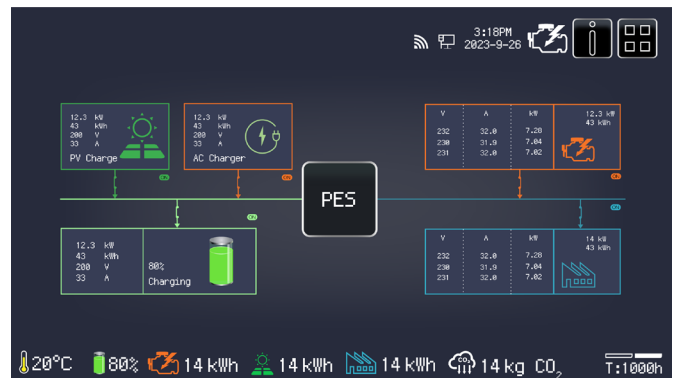 3:18PM
2023-9-26
12.3 kW
43 kWh
200 V
33 A
PV Charge
12.3 kW
43 kWh
200 V
33 A
AC Charger
V A kW
232 32.0 7.28
230 31.9 7.04
231 32.0 7.02
12.3 kW
43 kWh
PES
12.3 kW
43 kWh
200 V
33 A
80%
Charging
V A kW
232 32.0 7.28
230 31.9 7.04
231 32.0 7.02
14 kW
43 kWh
20°C 80% 14 kWh 14 kWh 14 kWh CO₂ 14 kg CO₂ T:1000h